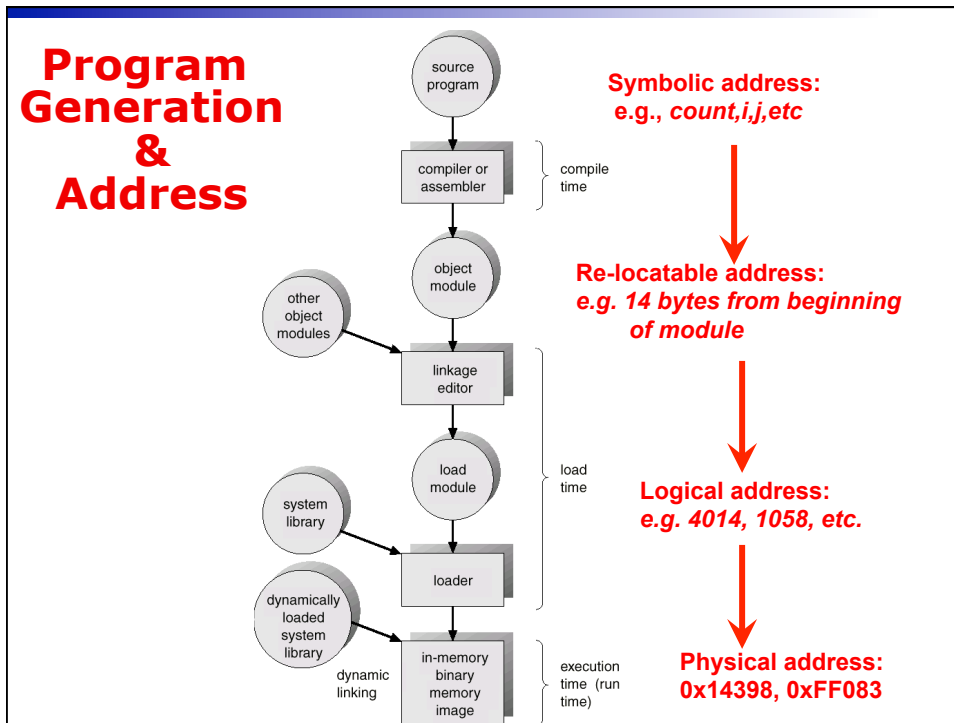 Program
Generation
&
Address
source
program
compiler or
assembler
compile
time
object
module
other
object
modules
linkage
editor
load
module
load
time
system
library
loader
dynamically
loaded
system
library
dynamic
linking
in-memory
binary
memory
image
execution
time (run
time)
Symbolic address:
e.g., count,i,j,etc
Re-locatable address:
e.g. 14 bytes from beginning
of module
Logical address:
e.g. 4014, 1058, etc.
Physical address:
0x14398, 0xFF083